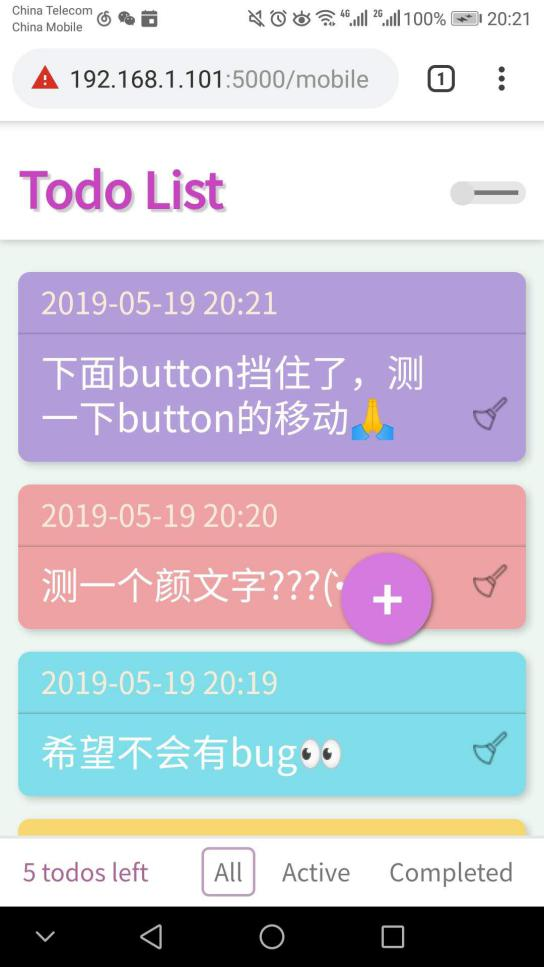 China Telecom
China Mobile
4G 2G 100% 20:21
192.168.1.101:5000/mobile
1
Todo List
2019-05-19 20:21
下面button挡住了，测
一下button的移动🙏
2019-05-19 20:20
测一个颜文字???(
2019-05-19 20:19
希望不会有bug👀
5 todos left All Active Completed